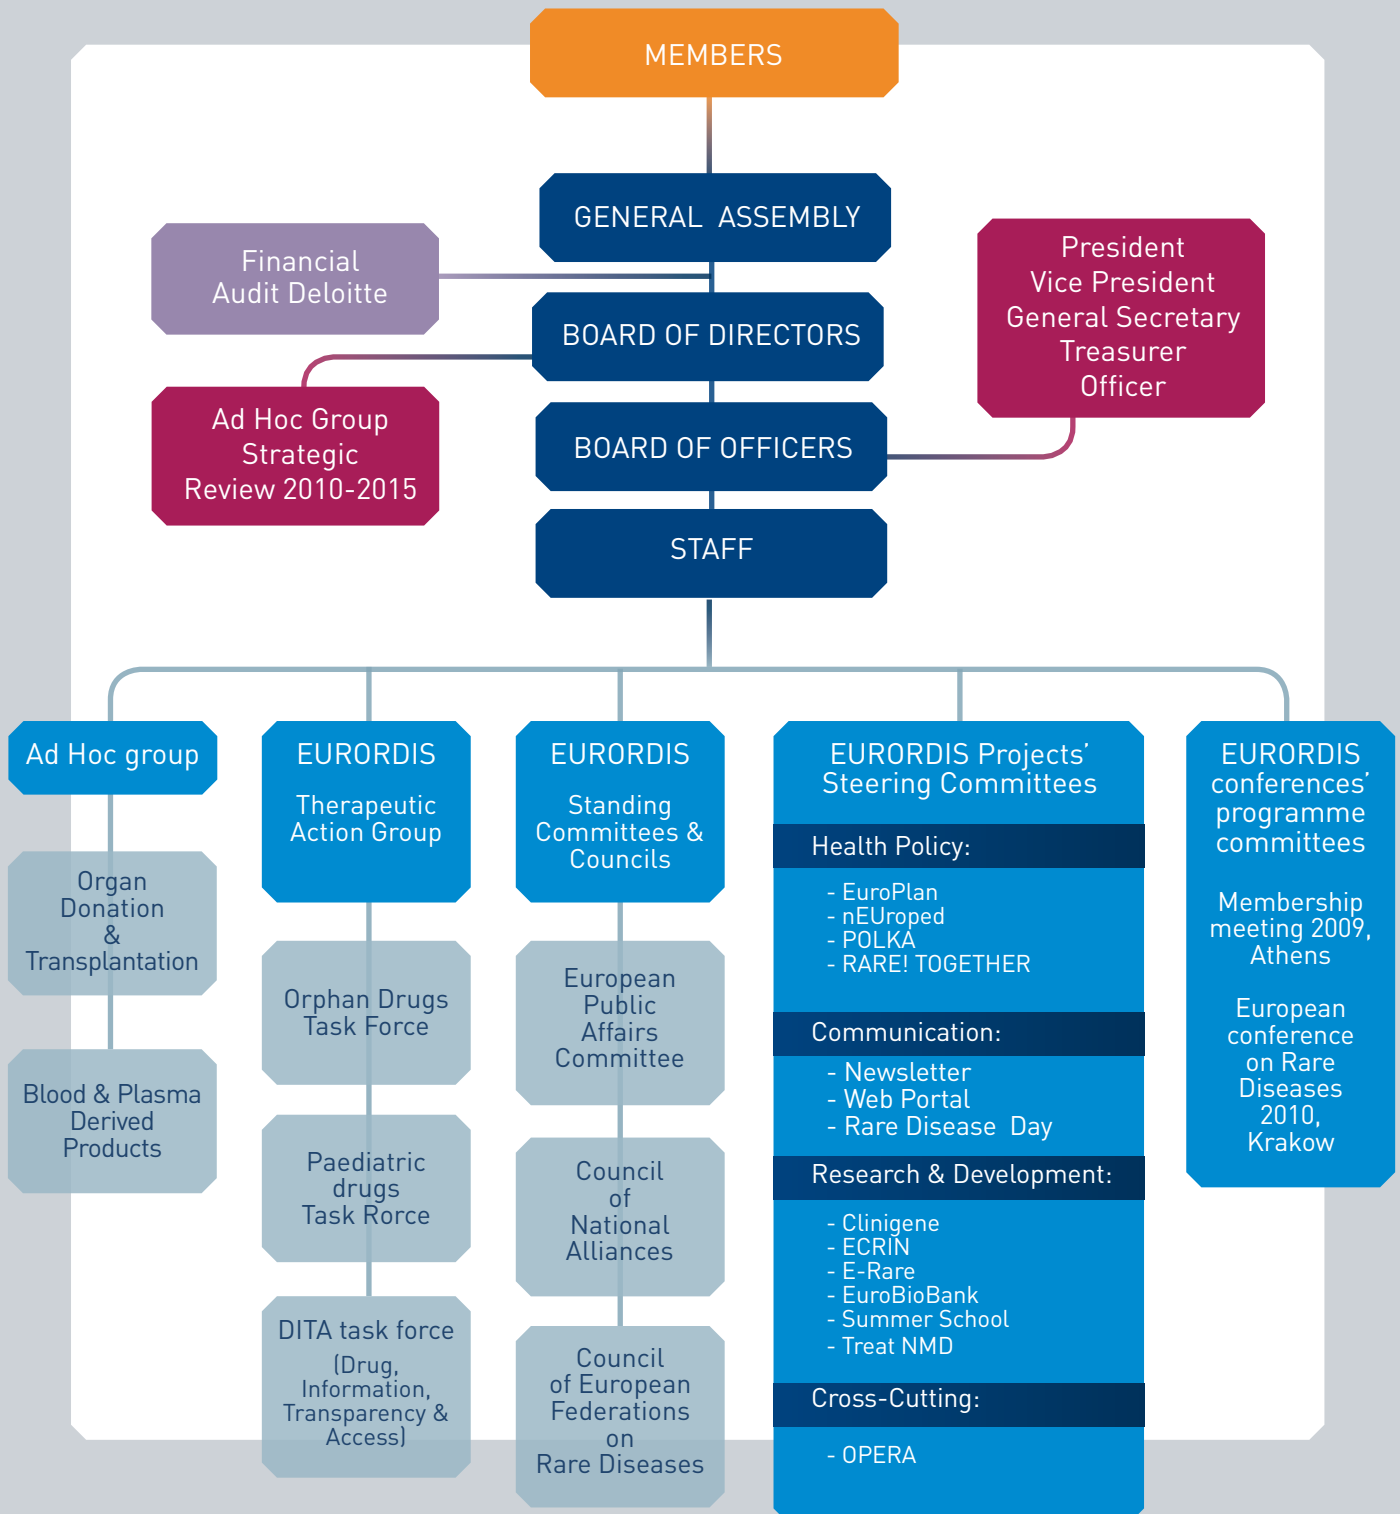 MEMBERS
GENERAL ASSEMBLY
Financial
Audit Deloitte
President
Vice President
General Secretary
Treasurer
Officer
BOARD OF DIRECTORS
Ad Hoc Group
Strategic
Review 2010-2015
BOARD OF OFFICERS
STAFF
Ad Hoc group
Organ
Donation
&
Transplantation
Blood & Plasma
Derived
Products
EURORDIS
Therapeutic
Action Group
Orphan Drugs
Task Force
Paediatric
drugs
Task Rorce
DITA task force
(Drug,
Information,
Transparency &
Access)
EURORDIS
Standing
Committees &
Councils
European
Public
Affairs
Committee
Council
of
National
Alliances
Council
of European
Federations
on
Rare Diseases
EURORDIS Projects’
Steering Committees
Health Policy:
- EuroPlan
- nEUroped
- POLKA
- RARE! TOGETHER
Communication:
- Newsletter
- Web Portal
- Rare Disease Day
Research & Development:
- Clinigene
- ECRIN
- E-Rare
- EuroBioBank
- Summer School
- Treat NMD
Cross-Cutting:
- OPERA
EURORDIS
conferences’
programme
committees
Membership
meeting 2009,
Athens
European
conference
on Rare
Diseases
2010,
Krakow